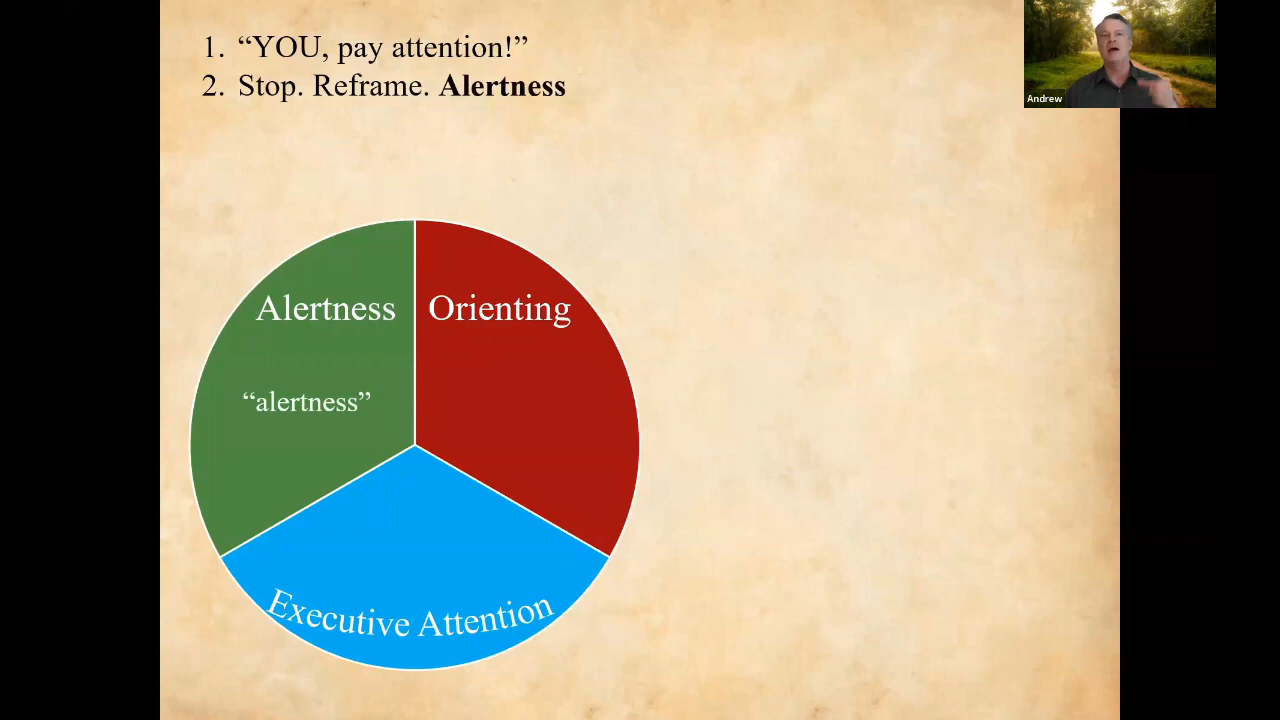 1. “YOU, pay attention!”
2. Stop. Reframe. Alertness
Andrew
Alertness
Orienting
“alertness”
Executive Attention